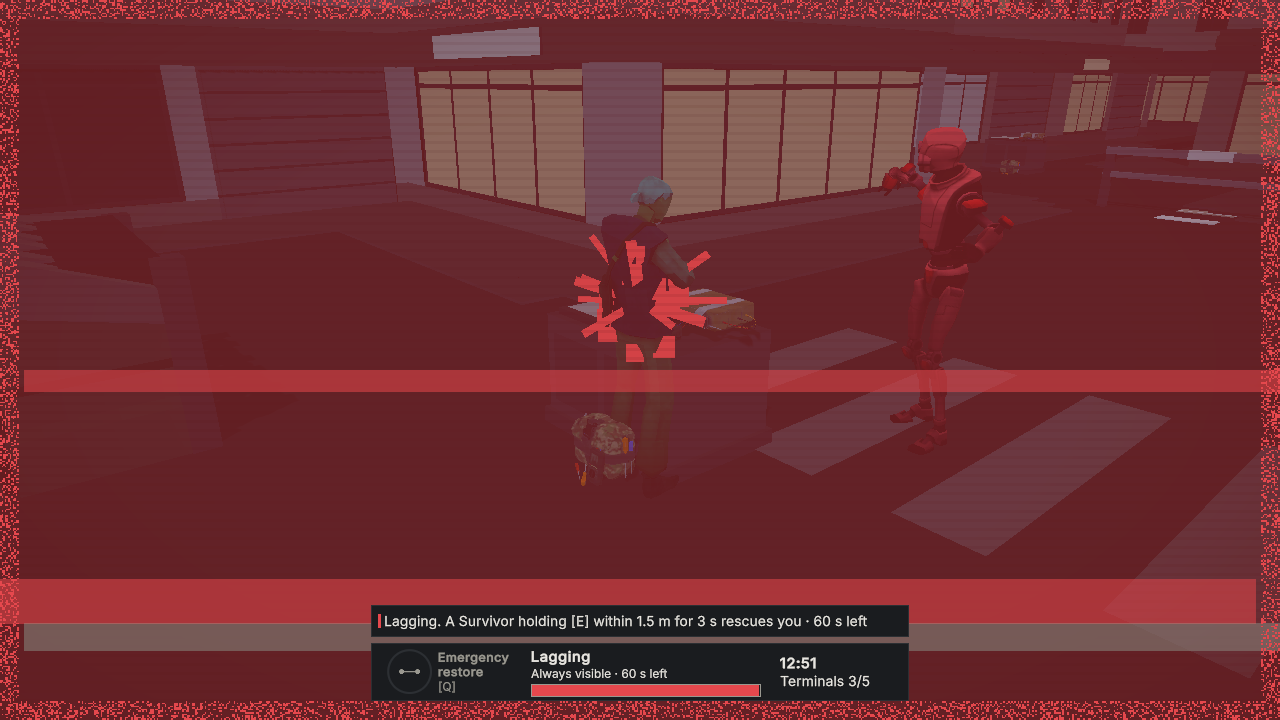 Lagging. A Survivor holding [E] within 1.5 m for 3 s rescues you · 60 s left
Emergency
restore
[Q]
Lagging
Always visible · 60 s left
12:51
Terminals 3/5